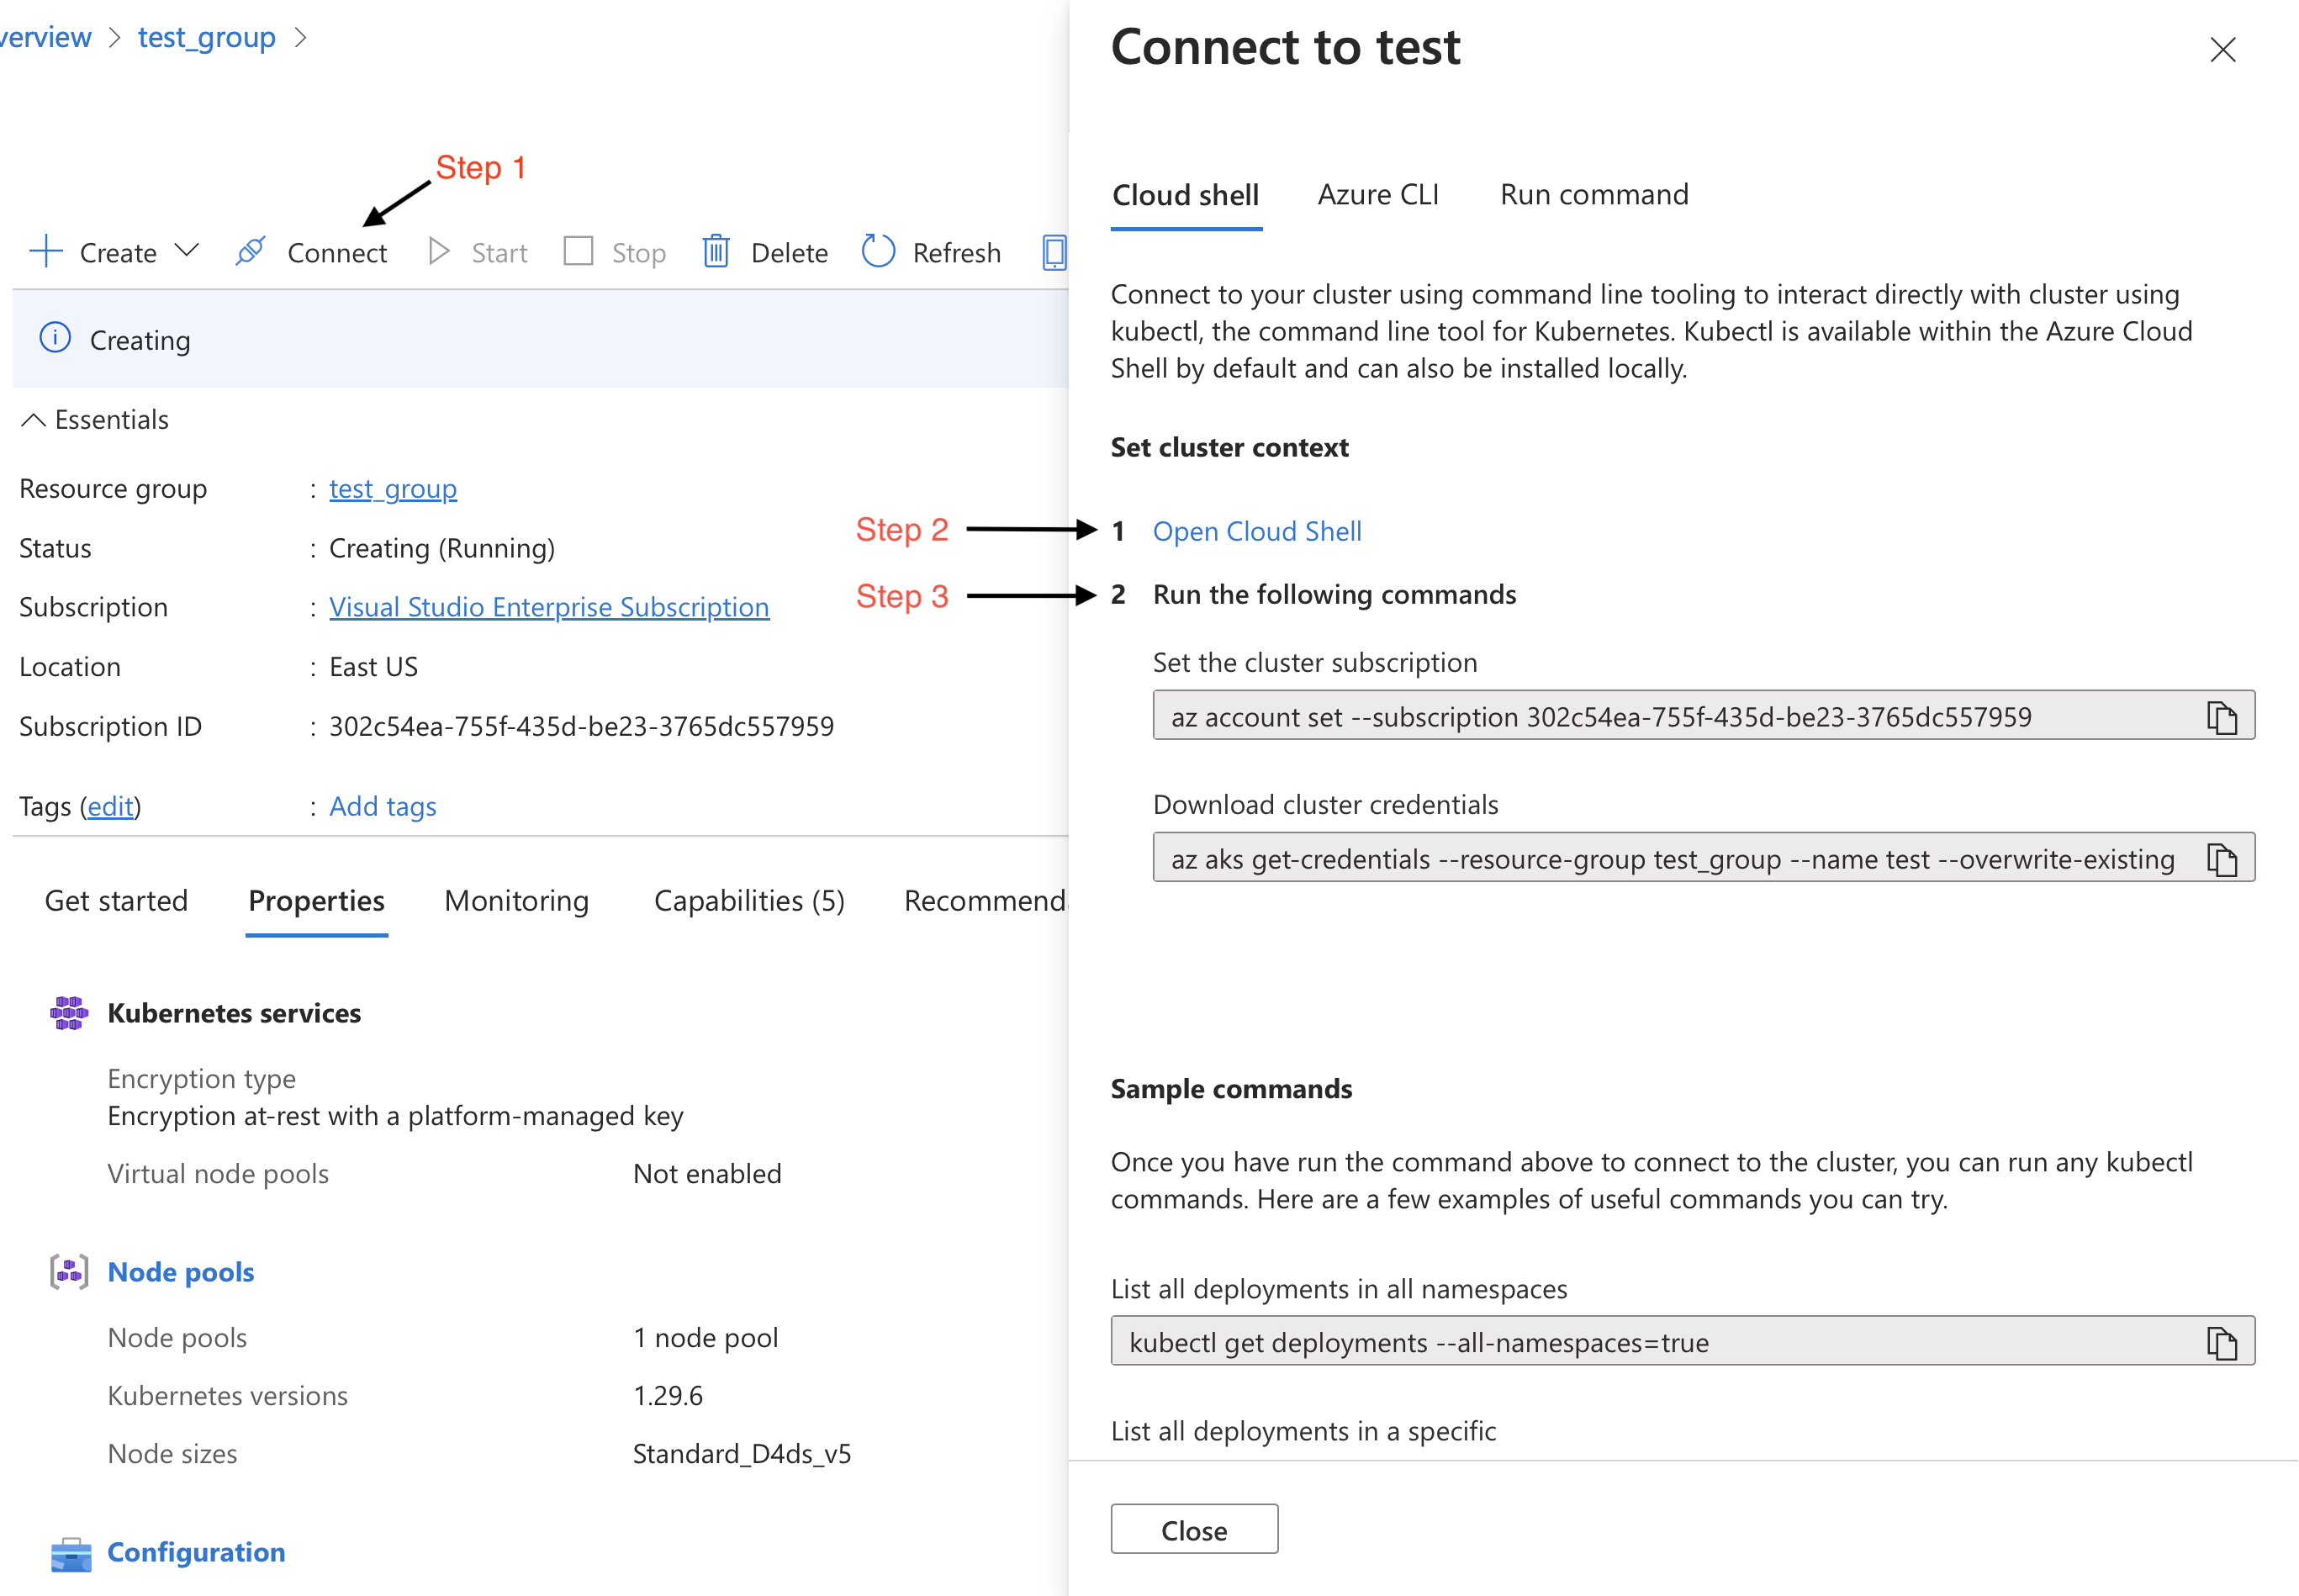 verview > test_group >
Step 1
Create Connect Start Stop Delete Refresh
Creating
Essentials
Resource group : test_group
Status : Creating (Running)
Subscription : Visual Studio Enterprise Subscription
Location : East US
Subscription ID : 302c54ea-755f-435d-be23-3765dc557959
Tags (edit) : Add tags
Get started Properties Monitoring Capabilities (5) Recommend
Kubernetes services
Encryption type
Encryption at-rest with a platform-managed key
Virtual node pools Not enabled
Node pools
Node pools 1 node pool
Kubernetes versions 1.29.6
Node sizes Standard_D4ds_v5
Configuration
Connect to test
Cloud shell Azure CLI Run command
Connect to your cluster using command line tooling to interact directly with cluster using
kubectl, the command line tool for Kubernetes. Kubectl is available within the Azure Cloud
Shell by default and can also be installed locally.
Set cluster context
Step 2 1 Open Cloud Shell
Step 3 2 Run the following commands
Set the cluster subscription
az account set --subscription 302c54ea-755f-435d-be23-3765dc557959
Download cluster credentials
az aks get-credentials --resource-group test_group --name test --overwrite-existing
Sample commands
Once you have run the command above to connect to the cluster, you can run any kubectl
commands. Here are a few examples of useful commands you can try.
List all deployments in all namespaces
kubectl get deployments --all-namespaces=true
List all deployments in a specific
Close